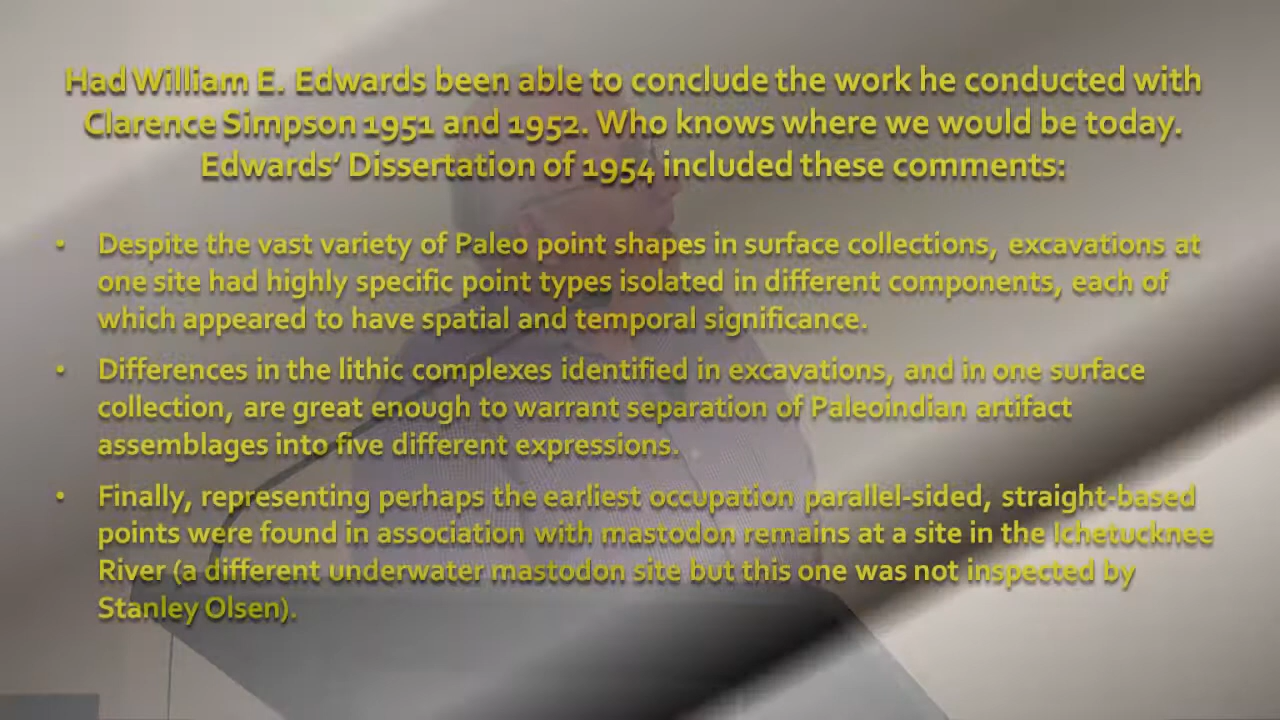 Had William E. Edwards been able to conclude the work he conducted with
Clarence Simpson 1951 and 1952. Who knows where we would be today.
Edwards' Dissertation of 1954 included these comments:
• Despite the vast variety of Paleo point shapes in surface collections, excavations at
one site had highly specific point types isolated in different components, each of
which appeared to have spatial and temporal significance.
• Differences in the lithic complexes identified in excavations, and in one surface
collection, are great enough to warrant separation of Paleoindian artifact
assemblages into five different expressions.
• Finally, representing perhaps the earliest occupation parallel-sided, straight-based
points were found in association with mastodon remains at a site in the Ichetucknee
River (a different underwater mastodon site but this one was not inspected by
Stanley Olsen).